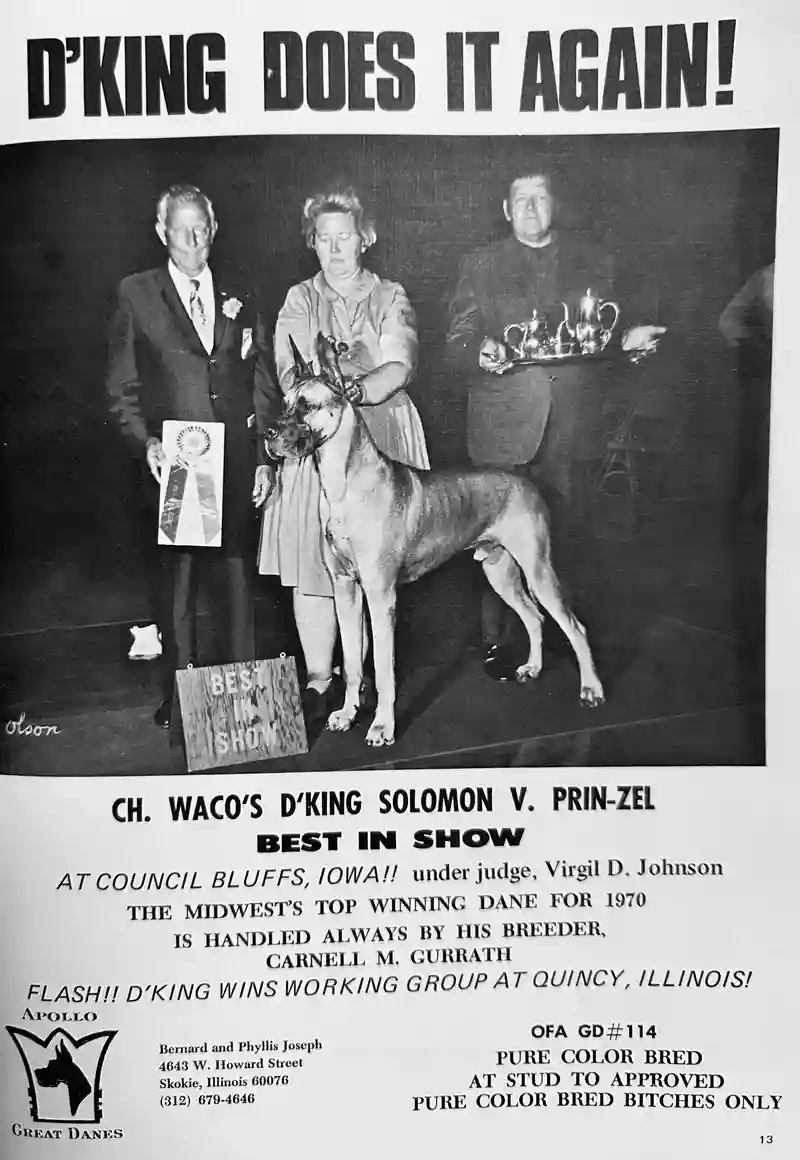 D'KING DOES IT AGAIN!
BEST
IN
SHOW
Olson
CH. WACO'S D'KING SOLOMON V. PRIN-ZEL
BEST IN SHOW
AT COUNCIL BLUFFS, IOWA!! under judge, Virgil D. Johnson
THE MIDWEST'S TOP WINNING DANE FOR 1970
IS HANDLED ALWAYS BY HIS BREEDER,
CARNELL M. GURRATH
FLASH!! D'KING WINS WORKING GROUP AT QUINCY, ILLINOIS!
APOLLO
GREAT DANES
Bernard and Phyllis Joseph
4643 W. Howard Street
Skokie, Illinois 60076
(312) 679-4646
OFA GD#114
PURE COLOR BRED
AT STUD TO APPROVED
PURE COLOR BRED BITCHES ONLY
13